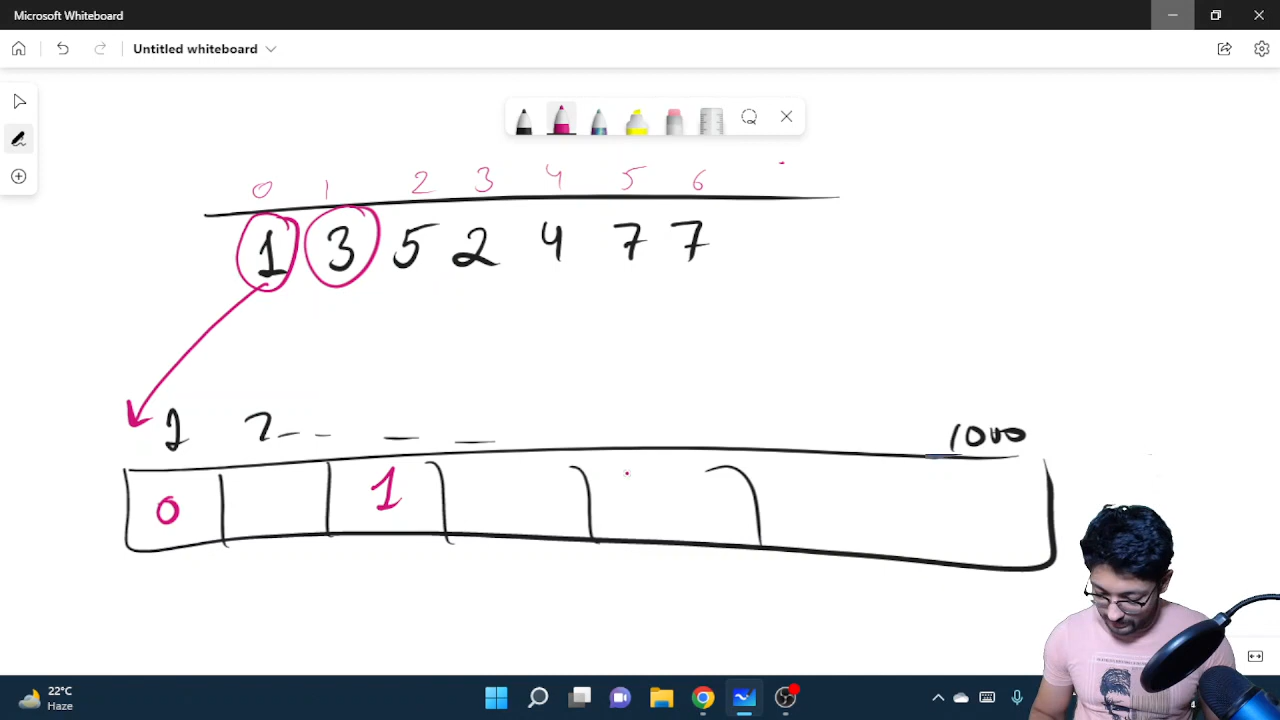 Microsoft Whiteboard
Untitled whiteboard
0 1 2 3 4 5 6
1 3 5 2 4 7 7
1 2 - - — — 1000
0 1
22°C
Haze